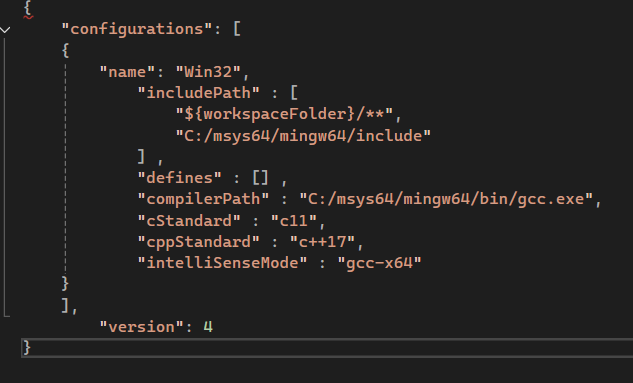 {
"configurations": [
{
"name": "Win32",
"includePath" : [
"${workspaceFolder}/**",
"C:/msys64/mingw64/include"
] ,
"defines" : [] ,
"compilerPath" : "C:/msys64/mingw64/bin/gcc.exe",
"cStandard" : "c11",
"cppStandard" : "c++17",
"intelliSenseMode" : "gcc-x64"
}
],
"version": 4
}